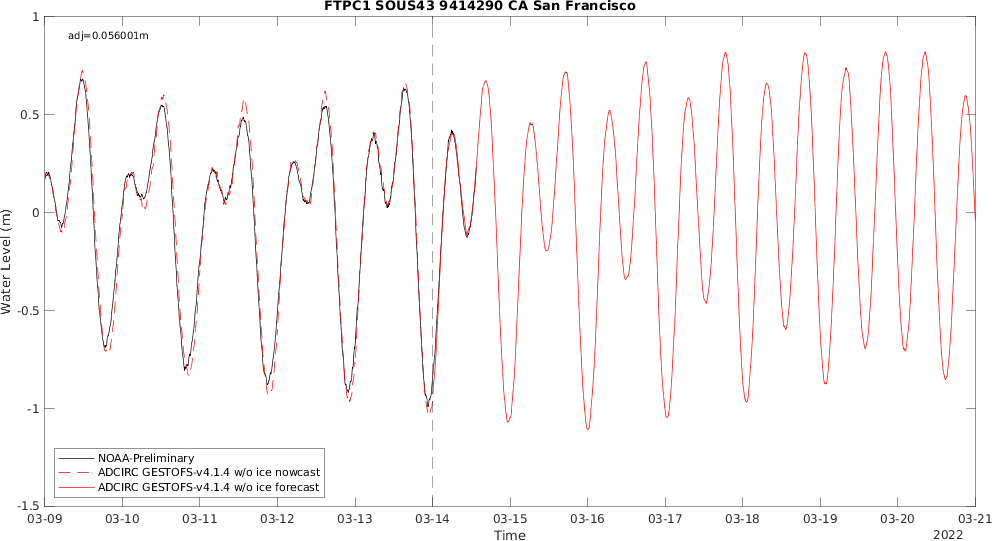 FTPC1 SOUS43 9414290 CA San Francisco
adj=0.056001m
1
0.5
0
-0.5
-1
-1.5
Water Level (m)
NOAA-Preliminary
ADCIRC GESTOFS-v4.1.4 w/o ice nowcast
ADCIRC GESTOFS-v4.1.4 w/o ice forecast
03-09 03-10 03-11 03-12 03-13 03-14 03-15 03-16 03-17 03-18 03-19 03-20 03-21
Time
2022